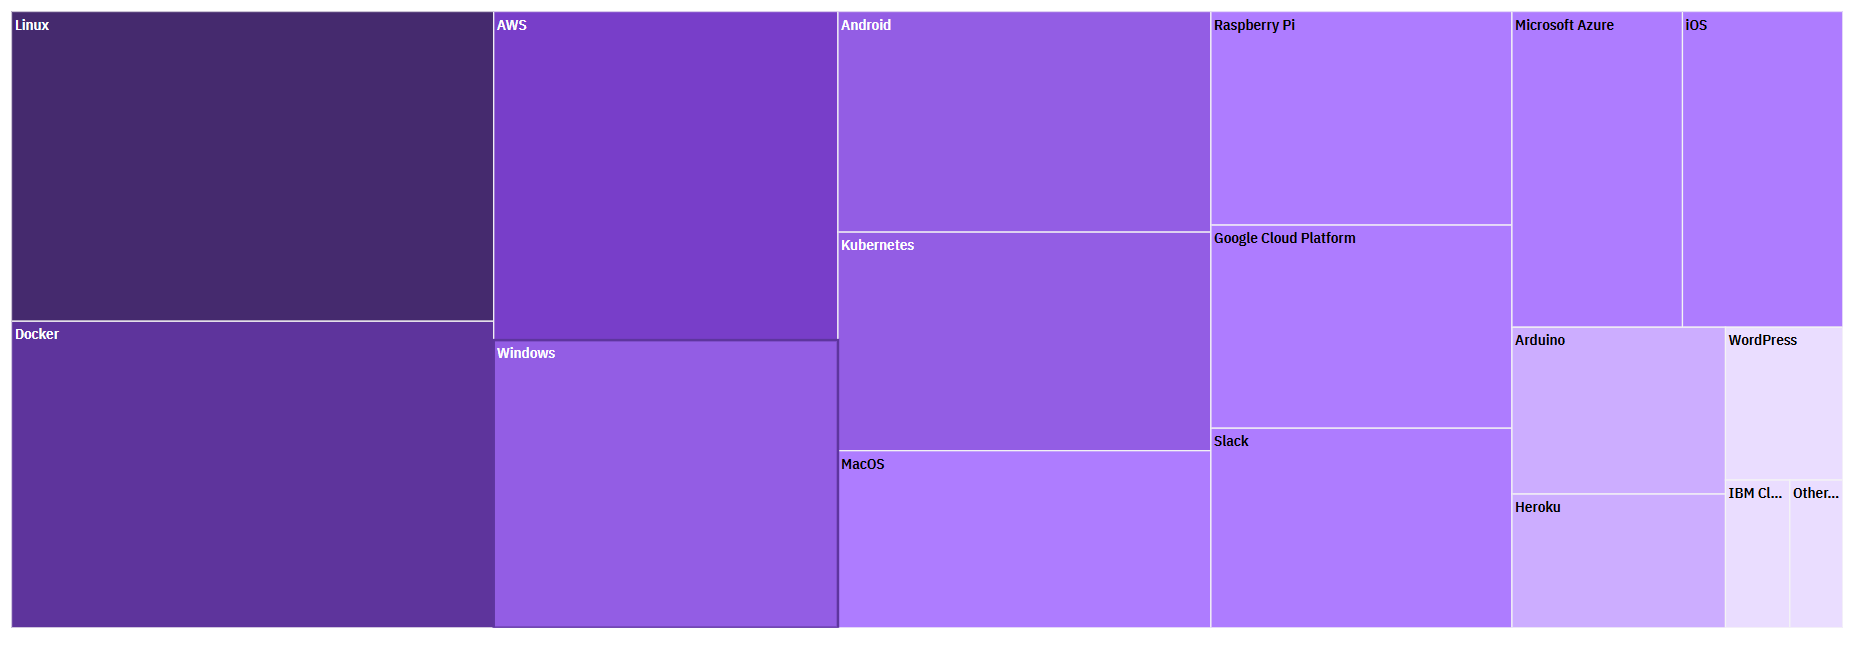 Linux
Docker
AWS
Windows
Android
Kubernetes
MacOS
Raspberry Pi
Google Cloud Platform
Slack
Microsoft Azure
iOS
Arduino
Heroku
WordPress
IBM Cl...
Other...